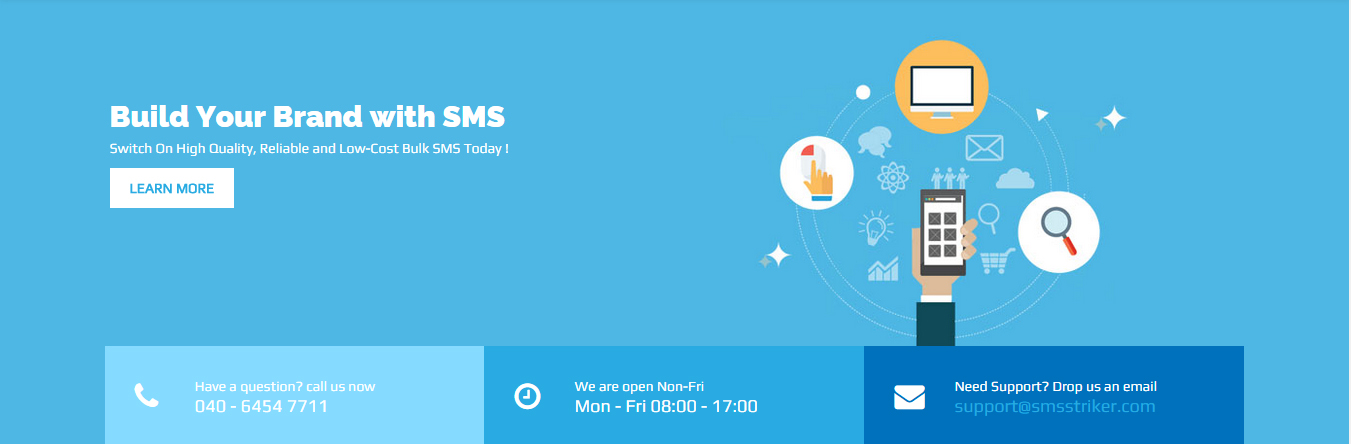 Build Your Brand with SMS
Switch On High Quality, Reliable and Low-Cost Bulk SMS Today !
LEARN MORE
Have a question? call us now
040 - 6454 7711
We are open Non-Fri
Mon - Fri 08:00 - 17:00
Need Support? Drop us an email
support@smsstriker.com